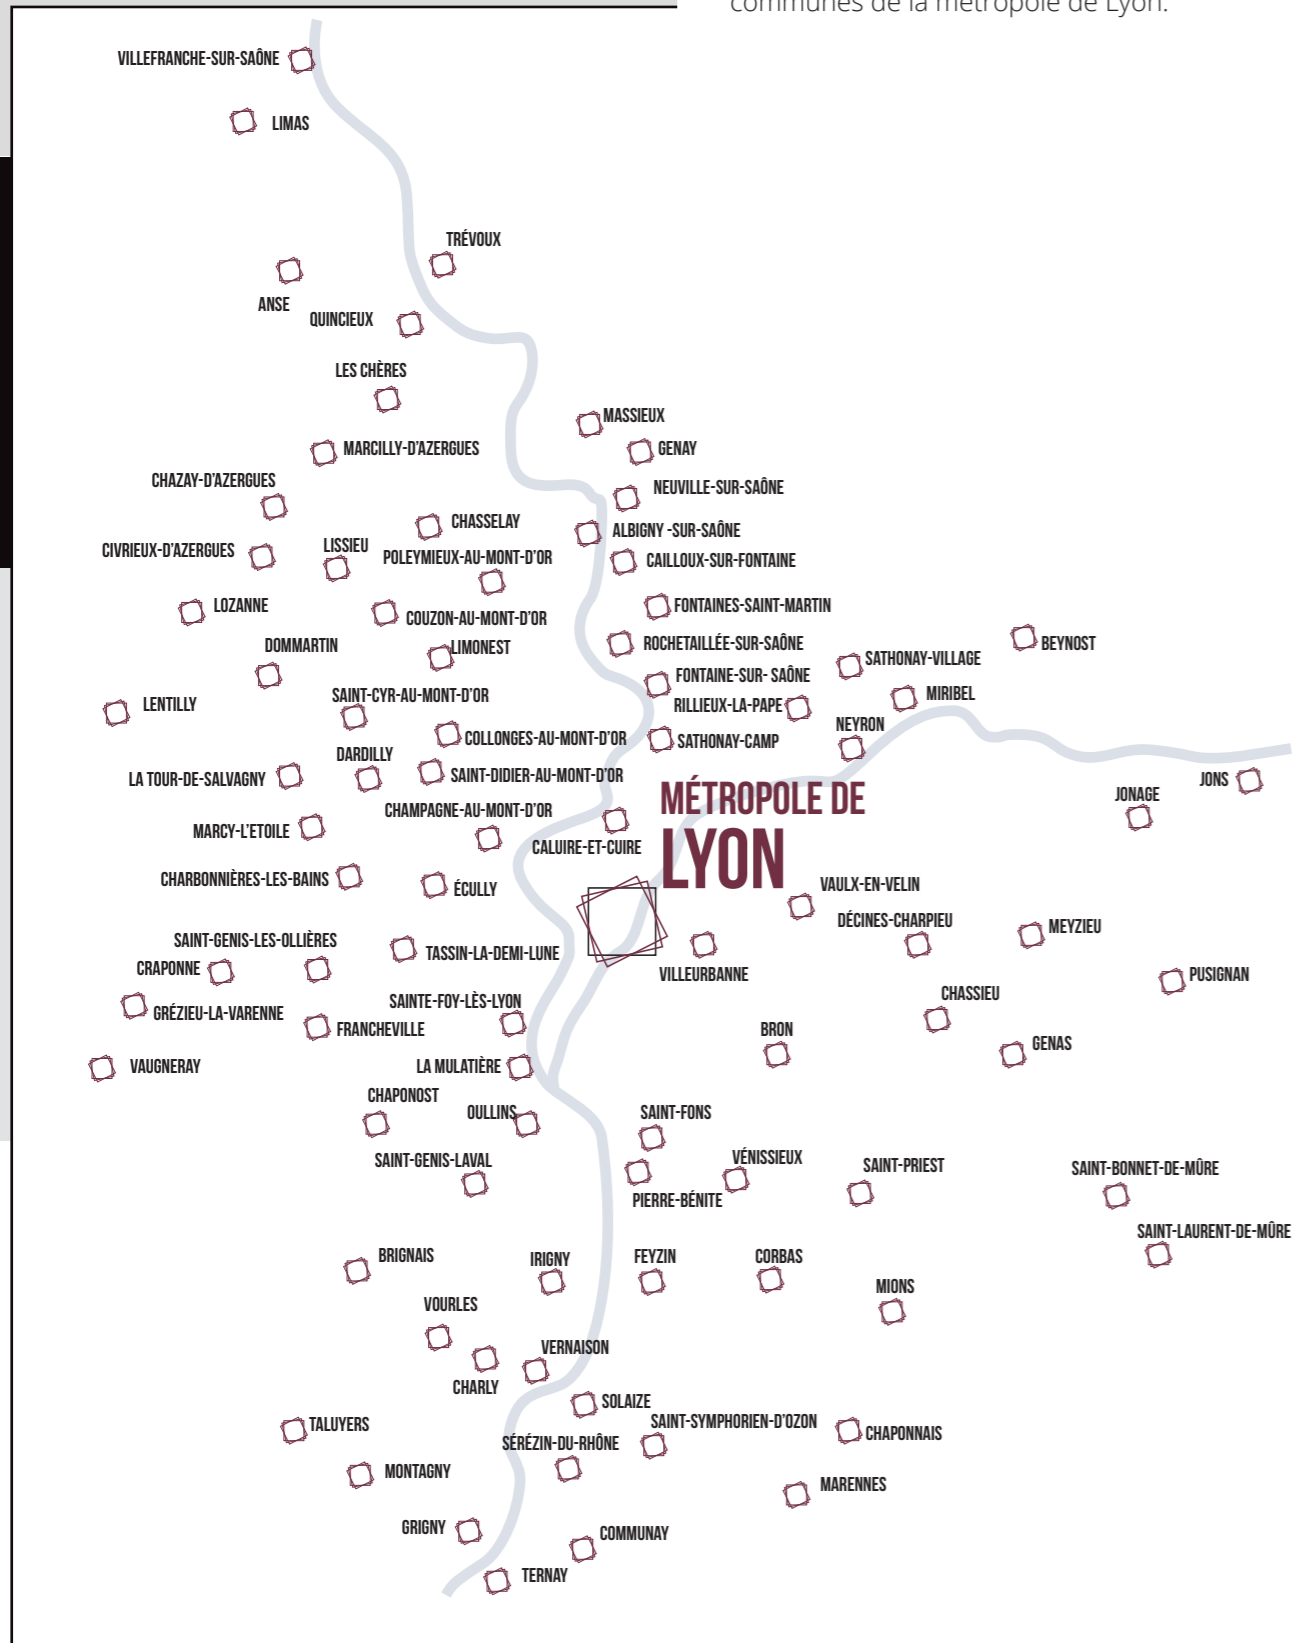 communes de la métropole de Lyon.
VILLEFRANCHE-SUR-SAÔNE
LIMAS
TRÉVOUX
ANSE
QUINCIEUX
LES CHÈRES
MASSIEUX
MARCILLY-D'AZERGUES
GENAY
CHAZAY-D'AZERGUES
NEUVILLE-SUR-SAÔNE
CHASSELAY
ALBIGNY -SUR-SAÔNE
CIVRIEUX-D'AZERGUES
LISSIEU
POLEYMIEUX-AU-MONT-D'OR
CAILLOUX-SUR-FONTAINE
LOZANNE
COUZON-AU-MONT-D'OR
FONTAINES-SAINT-MARTIN
DOMMARTIN
LIMONEST
ROCHETAILLÉE-SUR-SAÔNE
BEYNOST
SATHONAY-VILLAGE
FONTAINE-SUR- SAÔNE
LENTILLY
SAINT-CYR-AU-MONT-D'OR
RILLIEUX-LA-PAPE
MIRIBEL
NEYRON
COLLONGES-AU-MONT-D'OR
SATHONAY-CAMP
DARDILLY
LA TOUR-DE-SALVAGNY
SAINT-DIDIER-AU-MONT-D'OR
JONS
MÉTROPOLE DE
LYON
JONAGE
CHAMPAGNE-AU-MONT-D'OR
MARCY-L'ETOILE
CALUIRE-ET-CUIRE
CHARBONNIÈRES-LES-BAINS
ÉCULLY
VAULX-EN-VELIN
DÉCINES-CHARPIEU
MEYZIEU
SAINT-GENIS-LES-OLLIÈRES
TASSIN-LA-DEMI-LUNE
CRAPONNE
VILLEURBANNE
PUSIGNAN
CHASSIEU
SAINTE-FOY-LÈS-LYON
GRÉZIEU-LA-VARENNE
FRANCHEVILLE
BRON
GENAS
VAUGNERAY
LA MULATIÈRE
CHAPONOST
OULLINS
SAINT-FONS
SAINT-GENIS-LAVAL
VÉNISSIEUX
SAINT-PRIEST
SAINT-BONNET-DE-MÛRE
PIERRE-BÉNITE
SAINT-LAURENT-DE-MÛRE
BRIGNAIS
IRIGNY
FEYZIN
CORBAS
MIONS
VOURLES
VERNAISON
CHARLY
SOLAIZE
TALUYERS
SAINT-SYMPHORIEN-D'OZON
CHAPONNAIS
SÉRÉZIN-DU-RHÔNE
MONTAGNY
MARENNES
GRIGNY
COMMUNAY
TERNAY